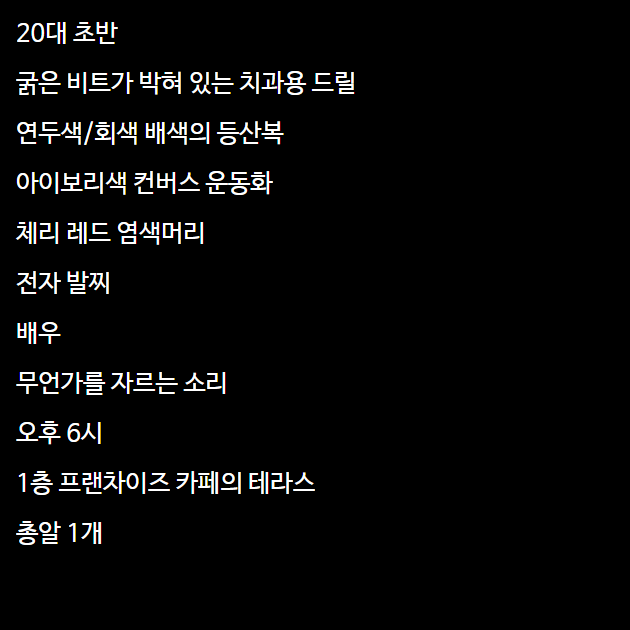 20대 초반
굵은 비트가 박혀 있는 치과용 드릴
연두색/회색 배색의 등산복
아이보리색 컨버스 운동화
체리 레드 염색머리
전자 발찌
배우
무언가를 자르는 소리
오후 6시
1층 프랜차이즈 카페의 테라스
총알 1개